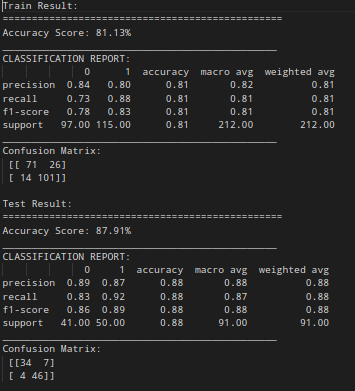 Train Result:
================================================
Accuracy Score: 81.13%
_______________________________________________
CLASSIFICATION REPORT:
0 1 accuracy macro avg weighted avg
precision 0.84 0.80 0.81 0.82 0.81
recall 0.73 0.88 0.81 0.81 0.81
f1-score 0.78 0.83 0.81 0.81 0.81
support 97.00 115.00 0.81 212.00 212.00
_______________________________________________
Confusion Matrix:
[[ 71 26]
[ 14 101]]
Test Result:
================================================
Accuracy Score: 87.91%
_______________________________________________
CLASSIFICATION REPORT:
0 1 accuracy macro avg weighted avg
precision 0.89 0.87 0.88 0.88 0.88
recall 0.83 0.92 0.88 0.87 0.88
f1-score 0.86 0.89 0.88 0.88 0.88
support 41.00 50.00 0.88 91.00 91.00
_______________________________________________
Confusion Matrix:
[[34 7]
[ 4 46]]